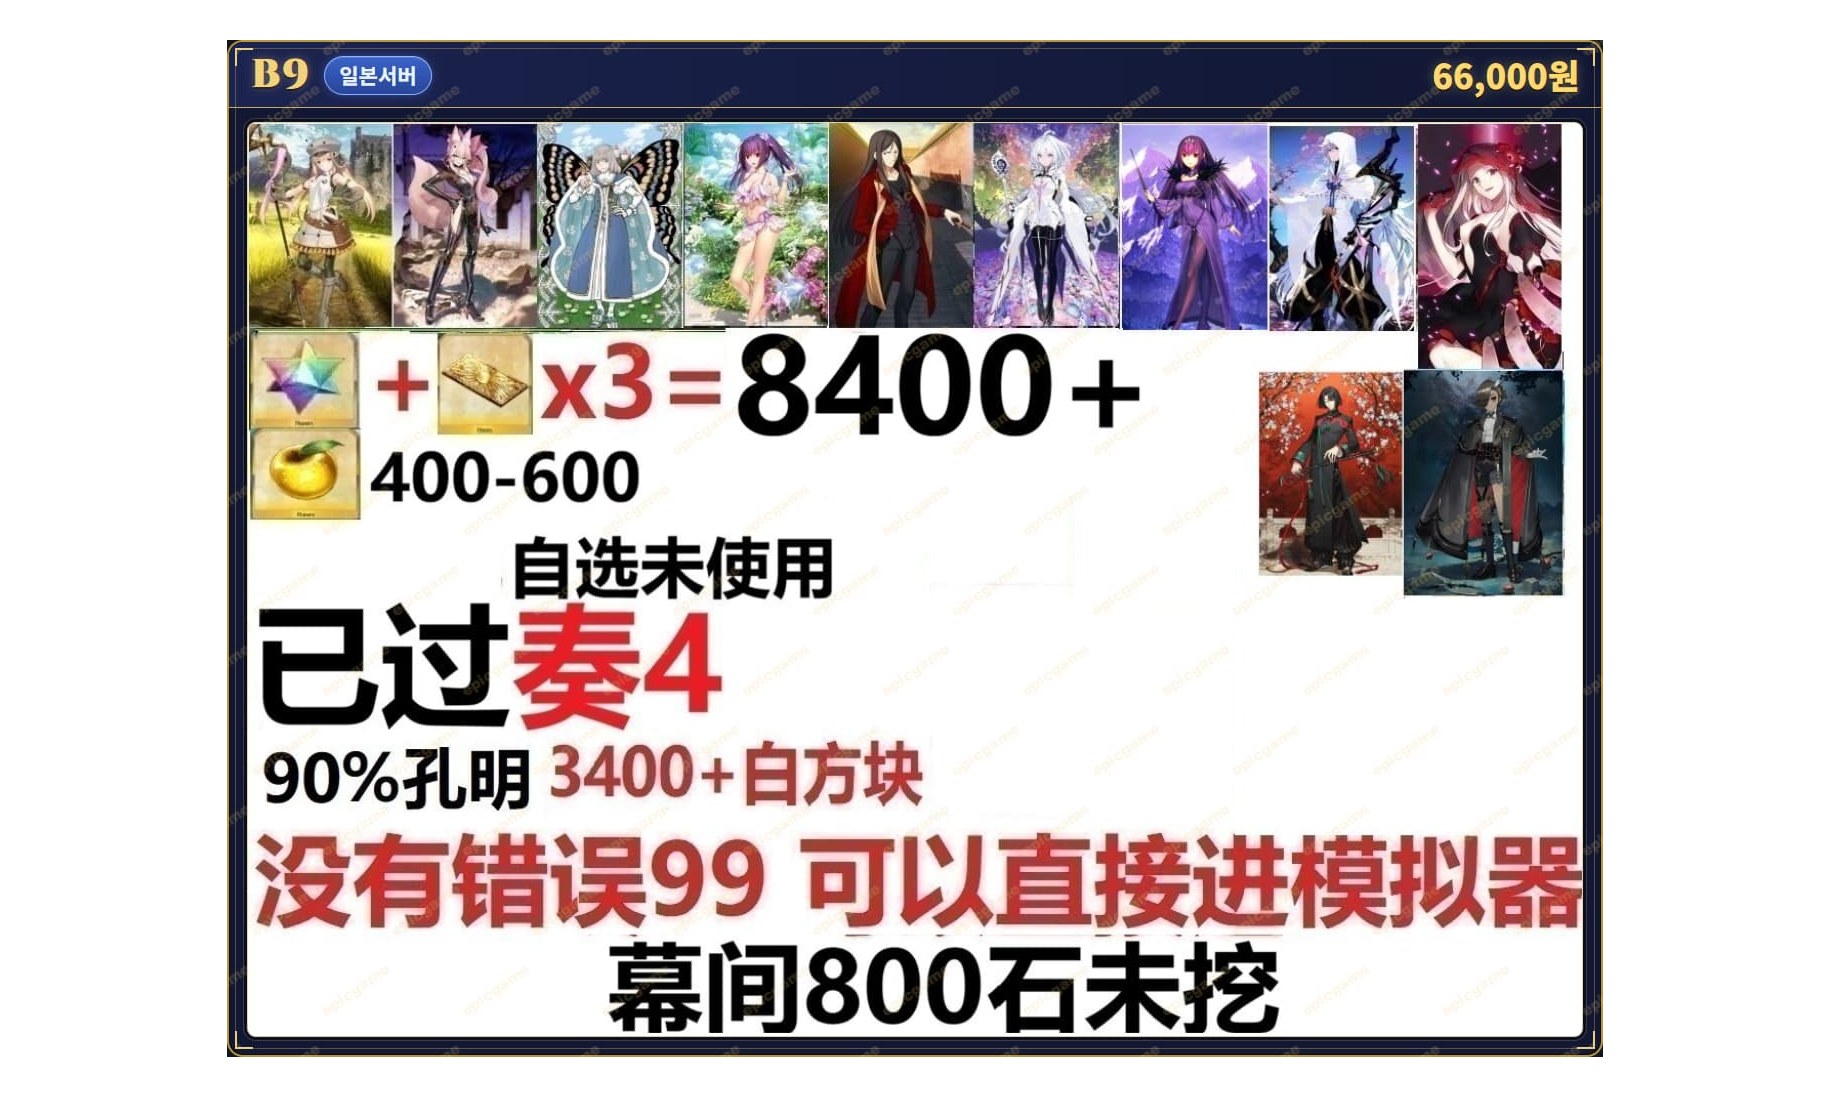 B9 일본서버 66,000원
+ x3=8400+
400-600
自选未使用
已过奏4
90%孔明 3400+白方块
没有错误99 可以直接进模拟器
幕间800石未挖
epicgame